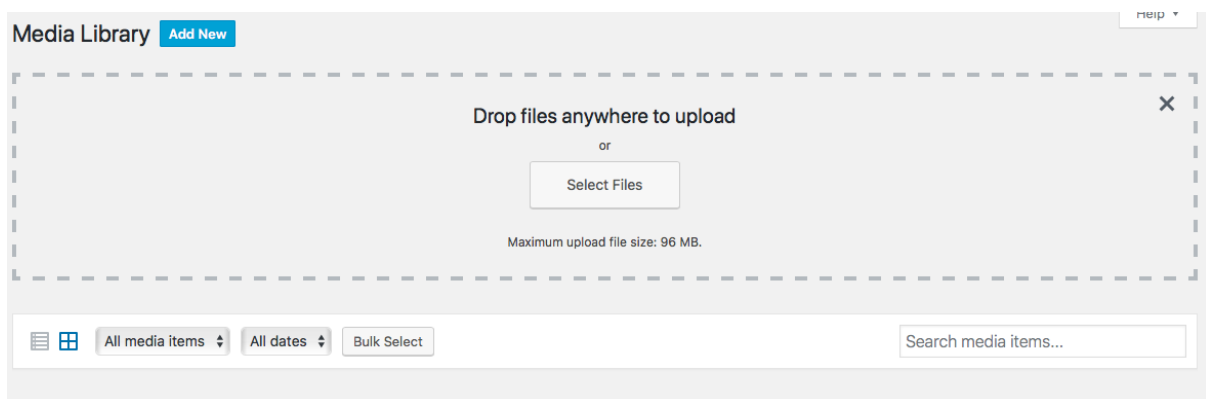 Help
Media Library Add New
Drop files anywhere to upload
or
Select Files
Maximum upload file size: 96 MB.
All media items All dates Bulk Select Search media items...